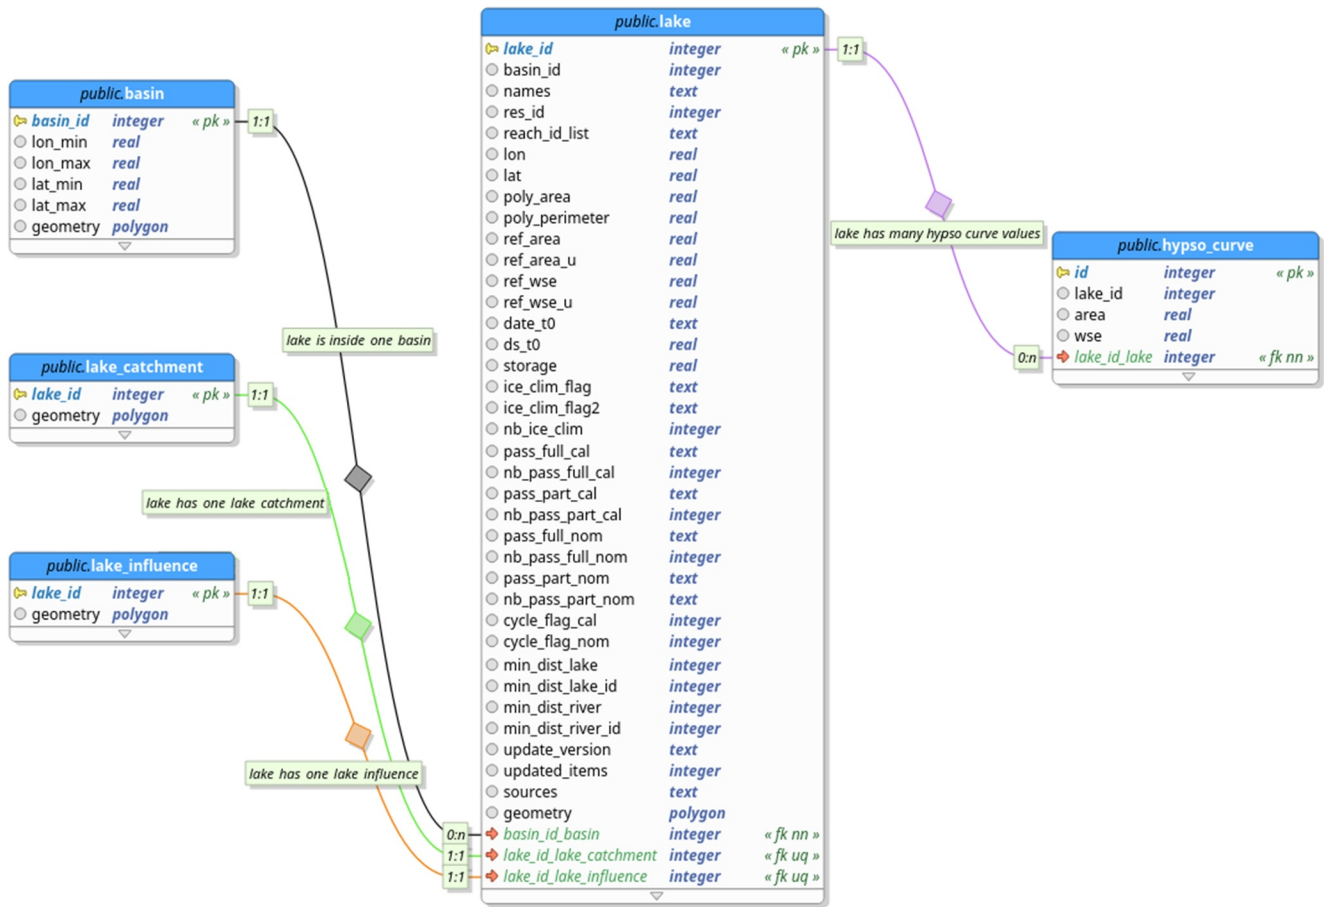 public.basin
basin_id integer « pk »
lon_min real
lon_max real
lat_min real
lat_max real
geometry polygon
1:1
lake is inside one basin
public.lake_catchment
lake_id integer « pk »
geometry polygon
1:1
lake has one lake catchment
public.lake_influence
lake_id integer « pk »
geometry polygon
1:1
lake has one lake influence
0:n
1:1
1:1
public.lake
lake_id integer « pk »
basin_id integer
names text
res_id integer
reach_id_list text
lon real
lat real
poly_area real
poly_perimeter real
ref_area real
ref_area_u real
ref_wse real
ref_wse_u real
date_t0 text
ds_t0 real
storage real
ice_clim_flag text
ice_clim_flag2 text
nb_ice_clim integer
pass_full_cal text
nb_pass_full_cal integer
pass_part_cal text
nb_pass_part_cal integer
pass_full_nom text
nb_pass_full_nom integer
pass_part_nom text
nb_pass_part_nom text
cycle_flag_cal integer
cycle_flag_nom integer
min_dist_lake integer
min_dist_lake_id integer
min_dist_river integer
min_dist_river_id integer
update_version text
updated_items integer
sources text
geometry polygon
basin_id_basin integer « fk nn »
lake_id_lake_catchment integer « fk uq »
lake_id_lake_influence integer « fk uq »
1:1
lake has many hypso curve values
0:n
public.hypso_curve
id integer « pk »
lake_id integer
area real
wse real
lake_id_lake integer « fk nn »